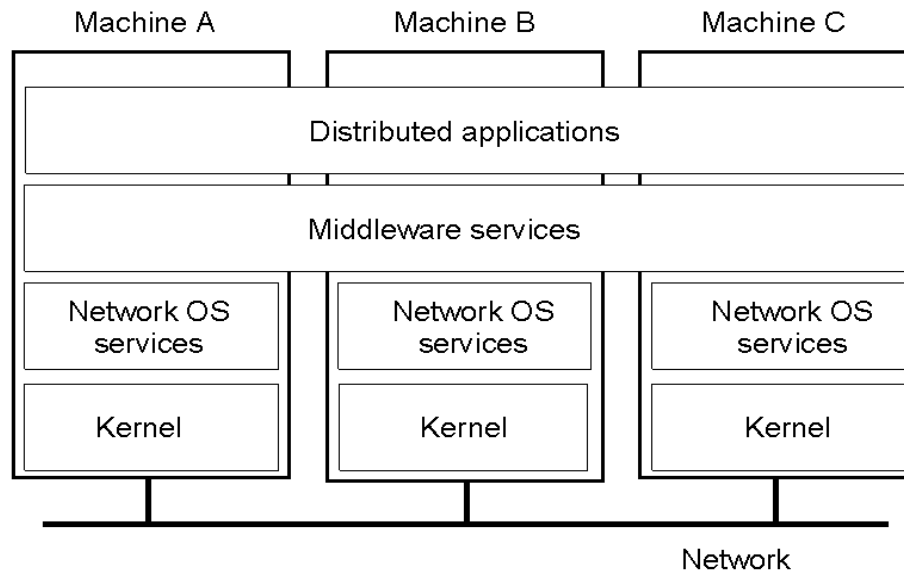 Machine A
Machine B
Machine C
Distributed applications
Middleware services
Network OS
services
Network OS
services
Network OS
services
Kernel
Kernel
Kernel
Network